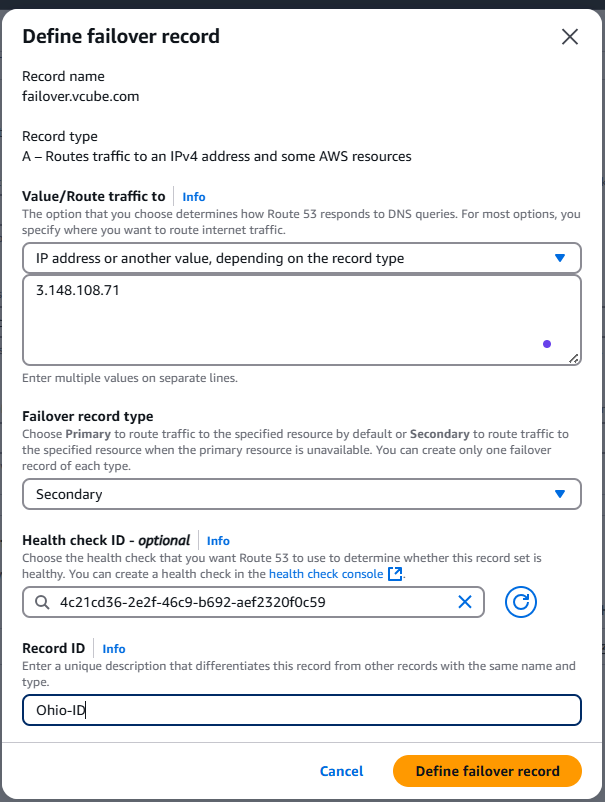 Define failover record
Record name
failover.vcube.com
Record type
A – Routes traffic to an IPv4 address and some AWS resources
Value/Route traffic to
Info
The option that you choose determines how Route 53 responds to DNS queries. For most options, you
specify where you want to route internet traffic.
IP address or another value, depending on the record type
3.148.108.71
Enter multiple values on separate lines.
Failover record type
Choose Primary to route traffic to the specified resource by default or Secondary to route traffic to
the specified resource when the primary resource is unavailable. You can create only one failover
record of each type.
Secondary
Health check ID - optional
Info
Choose the health check that you want Route 53 to use to determine whether this record set is
healthy. You can create a health check in the health check console.
4c21cd36-2e2f-46c9-b692-aef2320f0c59
Record ID
Info
Enter a unique description that differentiates this record from other records with the same name and
type.
Ohio-ID
Cancel
Define failover record